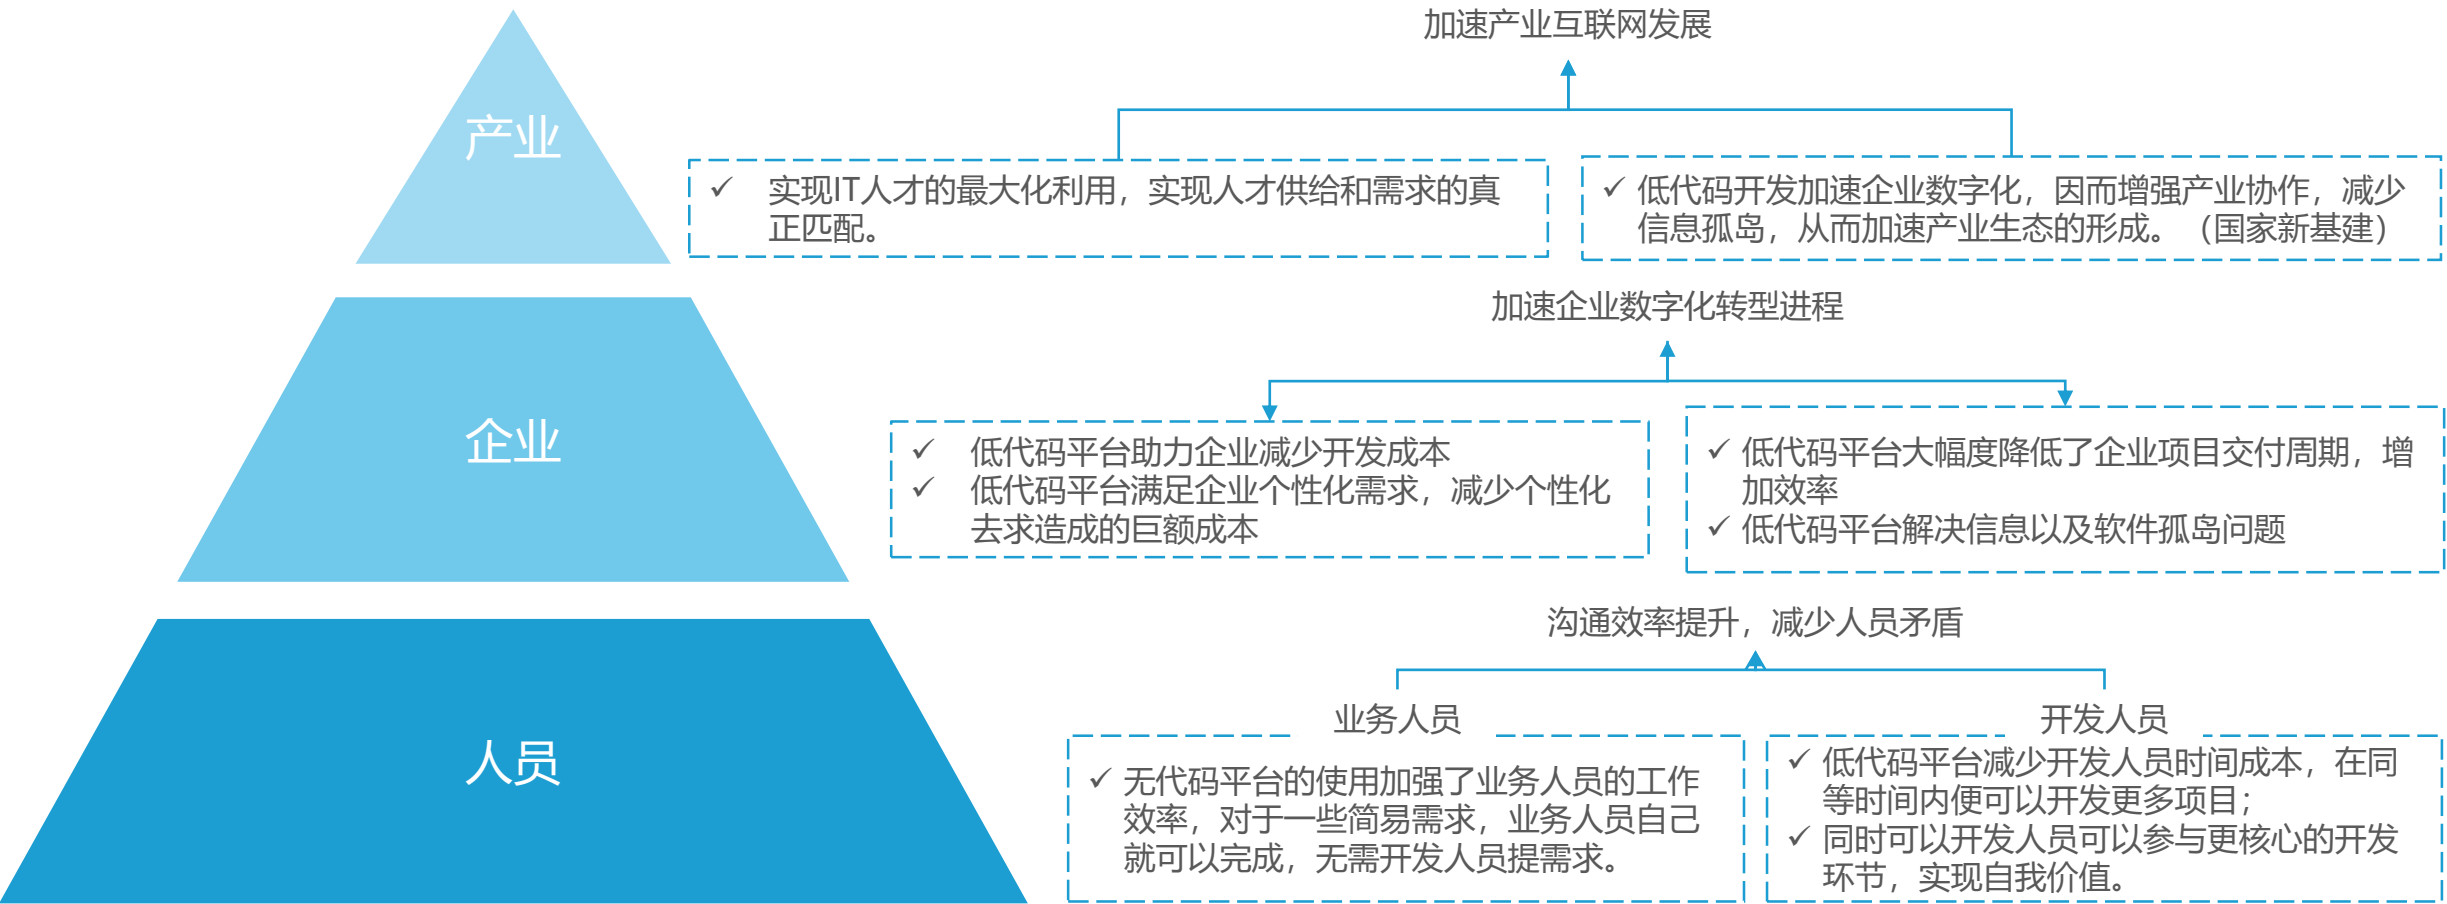 产业
加速产业互联网发展
✓ 实现IT人才的最大化利用，实现人才供给和需求的真
正匹配。
✓ 低代码开发加速企业数字化，因而增强产业协作，减少
信息孤岛，从而加速产业生态的形成。（国家新基建）
企业
加速企业数字化转型进程
✓ 低代码平台助力企业减少开发成本
✓ 低代码平台满足企业个性化需求，减少个性化
去求造成的巨额成本
✓ 低代码平台大幅度降低了企业项目交付周期，增
加效率
✓ 低代码平台解决信息以及软件孤岛问题
人员
沟通效率提升，减少人员矛盾
业务人员
✓ 无代码平台的使用加强了业务人员的工作
效率，对于一些简易需求，业务人员自己
就可以完成，无需开发人员提需求。
开发人员
✓ 低代码平台减少开发人员时间成本，在同
等时间内便可以开发更多项目；
✓ 同时可以开发人员可以参与更核心的开发
环节，实现自我价值。